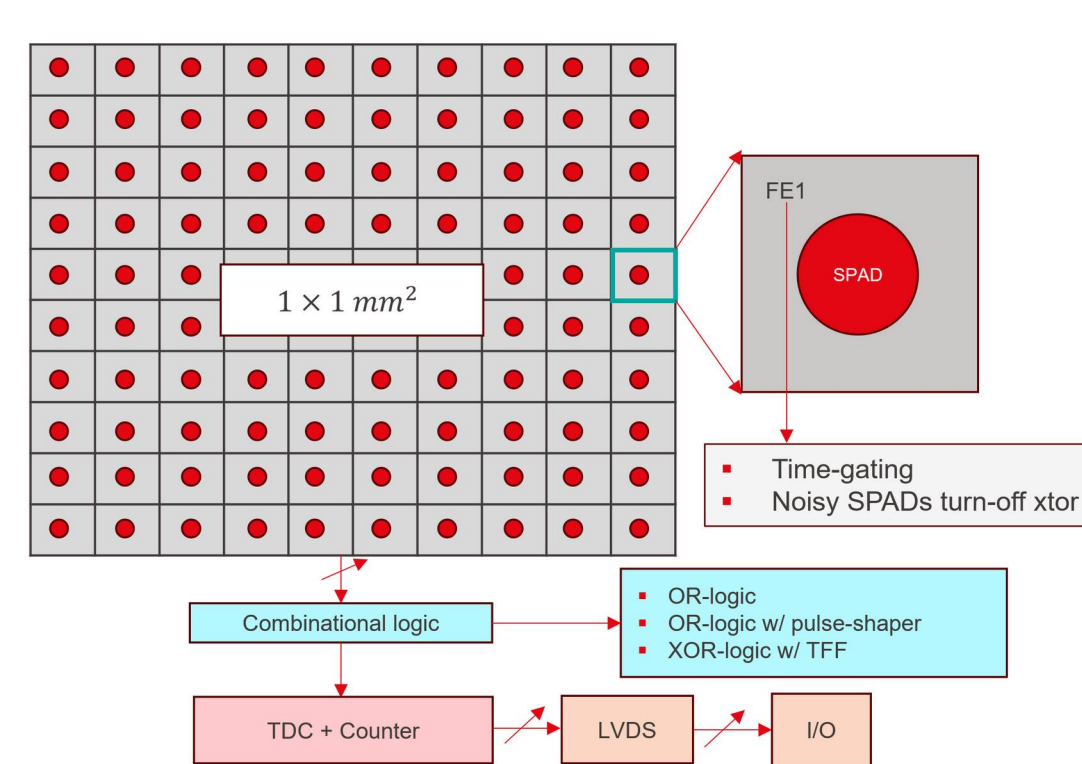 FE1
SPAD
1 × 1 mm²
▪ Time-gating
▪ Noisy SPADs turn-off xtor
Combinational logic
▪ OR-logic
▪ OR-logic w/ pulse-shaper
▪ XOR-logic w/ TFF
TDC + Counter
LVDS
I/O